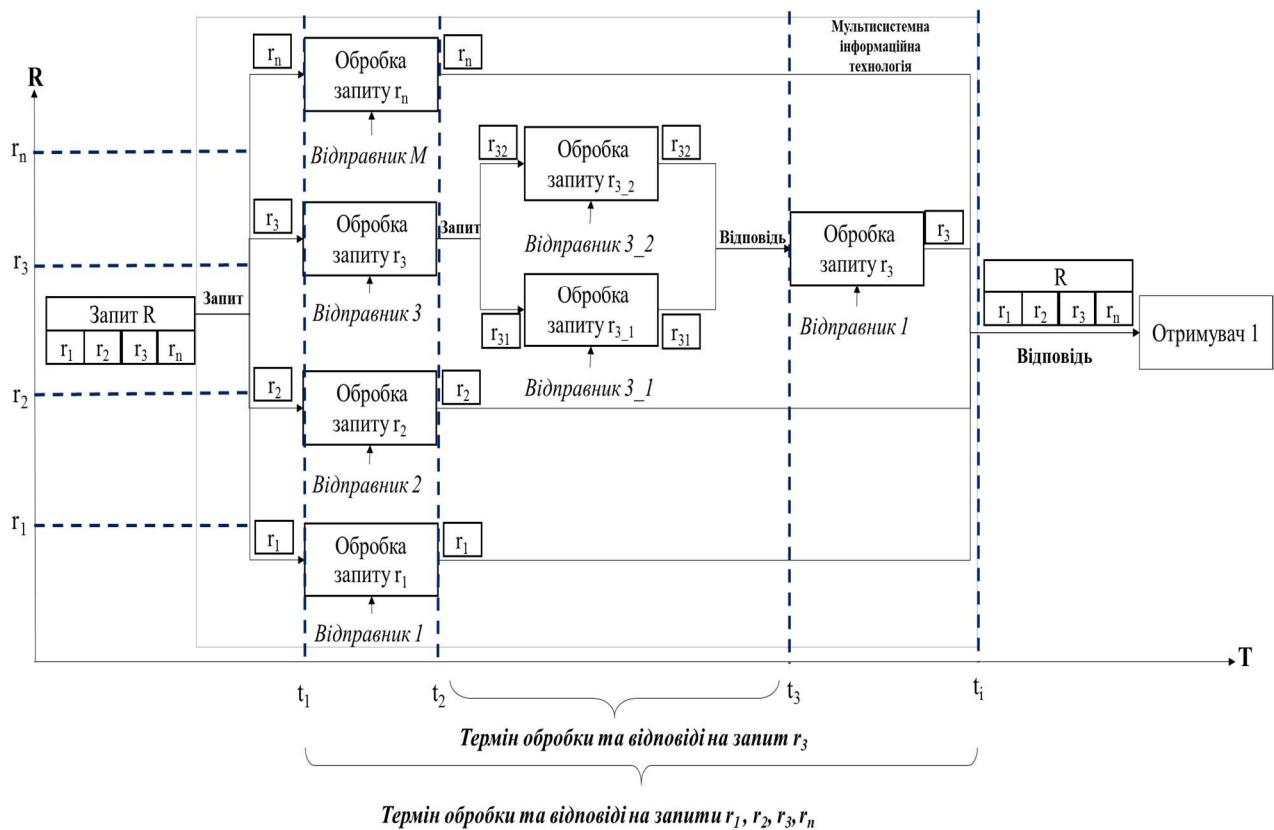 Мультисистемна
інформаційна
технологія
R
rₙ
Обробка
запиту rₙ
rₙ
Відправник М
rₙ
r₃₂
Обробка
запиту r₃_₂
r₃₂
Відправник 3_2
r₃
Обробка
запиту r₃
Запит
Відправник 3
r₃
Відповідь
Обробка
запиту r₃
r₃
Відправник 1
r₃₁
Обробка
запиту r₃_₁
r₃₁
Відправник 3_1
Запит R
r₁ r₂ r₃ rₙ
Запит
R
r₁ r₂ r₃ rₙ
Відповідь
Отримувач 1
r₂
r₂
Обробка
запиту r₂
r₂
Відправник 2
r₁
r₁
Обробка
запиту r₁
r₁
Відправник 1
T
t₁ t₂ t₃ tᵢ
Термін обробки та відповіді на запит r₃
Термін обробки та відповіді на запити r₁, r₂, r₃, rₙ